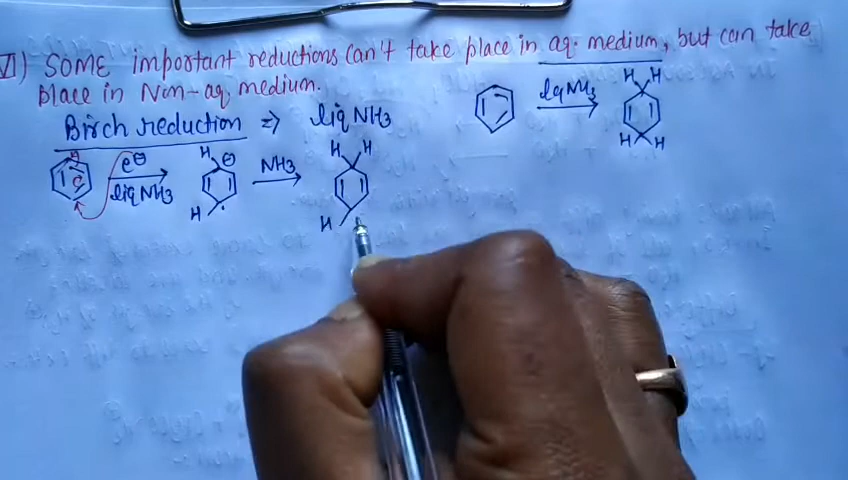 VI) SOME important reductions can't take place in aq. medium, but can take
place in Non-aq. medium.
Birch reduction => liq NH3
liq NH3
H H
H H
e⊖
liq NH3
H ⊖
H
NH3
H H
H